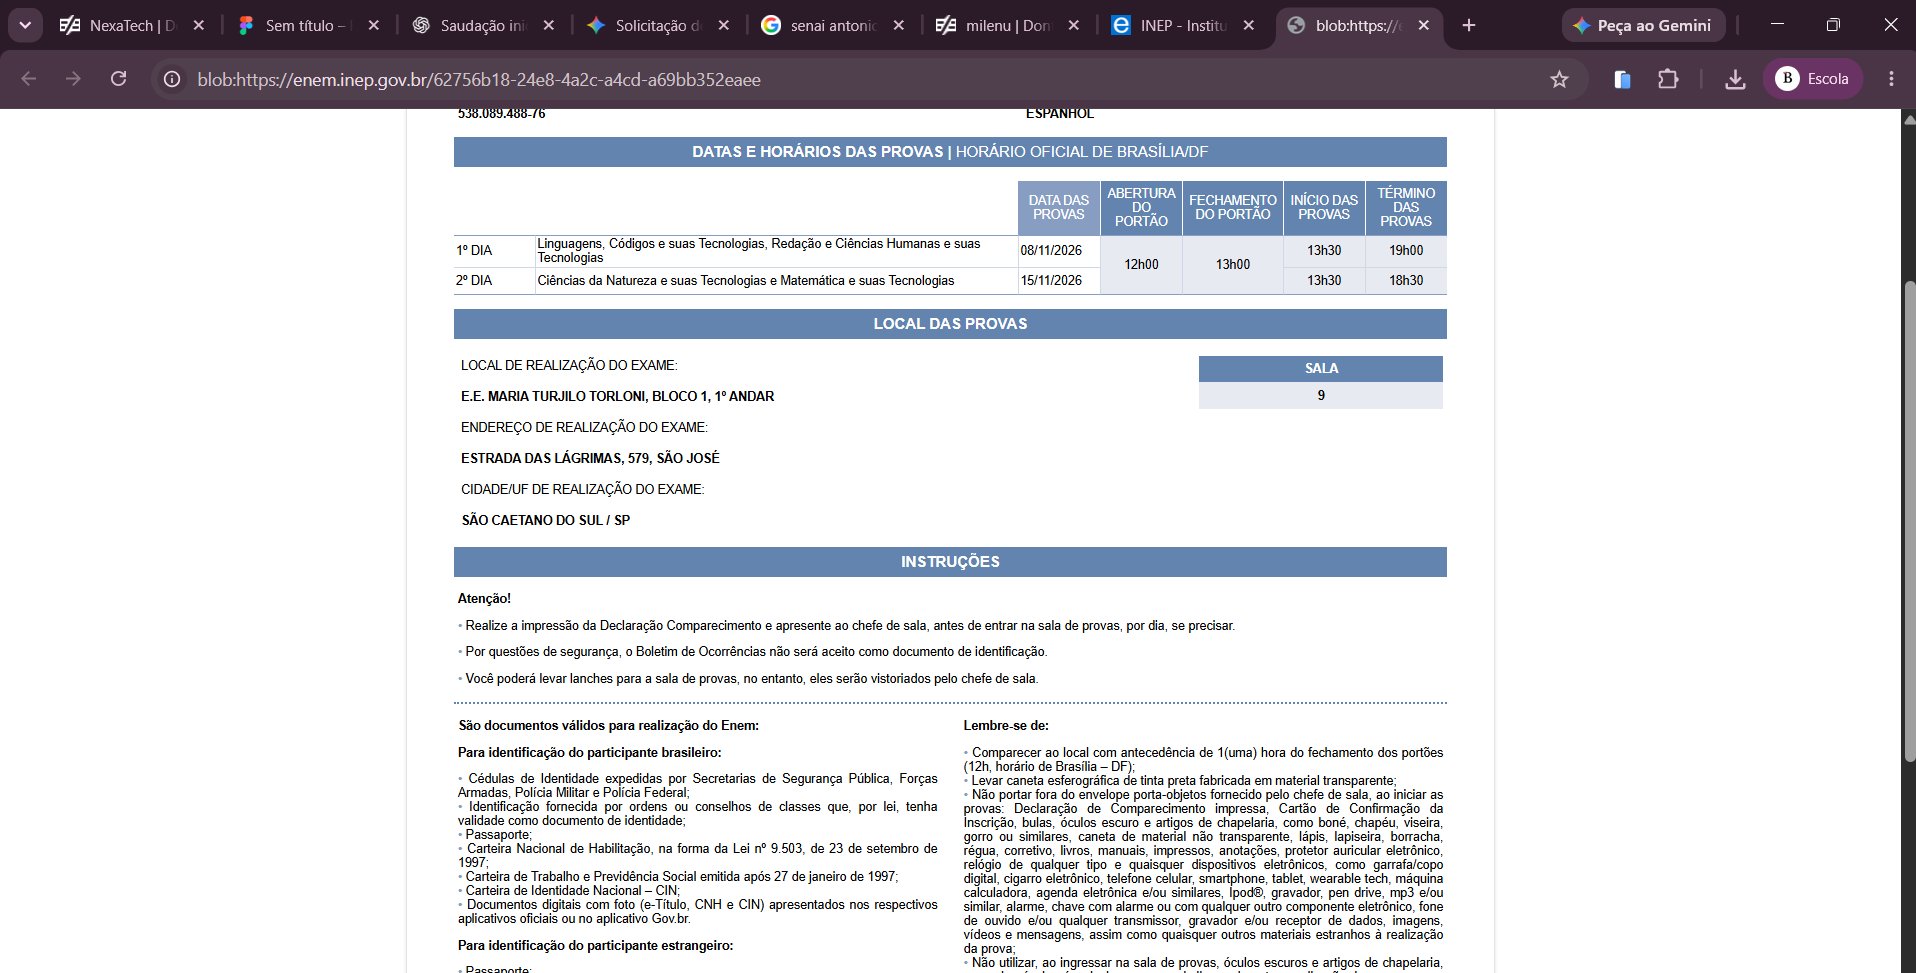 NexaTech | D
Sem título –
Saudação ini
Solicitação d
senai antonic
milenu | Don
INEP - Institu
blob:https://e
Peça ao Gemini
blob:https://enem.inep.gov.br/62756b18-24e8-4a2c-a4cd-a69bb352eaee
B Escola
538.089.488-76 ESPANHOL
DATAS E HORÁRIOS DAS PROVAS | HORÁRIO OFICIAL DE BRASÍLIA/DF
DATA DAS PROVAS
ABERTURA DO PORTÃO
FECHAMENTO DO PORTÃO
INÍCIO DAS PROVAS
TÉRMINO DAS PROVAS
1º DIA
Linguagens, Códigos e suas Tecnologias, Redação e Ciências Humanas e suas
Tecnologias
08/11/2026
12h00
13h00
13h30
19h00
2º DIA
Ciências da Natureza e suas Tecnologias e Matemática e suas Tecnologias
15/11/2026
13h30
18h30
LOCAL DAS PROVAS
LOCAL DE REALIZAÇÃO DO EXAME:
E.E. MARIA TURJILO TORLONI, BLOCO 1, 1º ANDAR
ENDEREÇO DE REALIZAÇÃO DO EXAME:
ESTRADA DAS LÁGRIMAS, 579, SÃO JOSÉ
CIDADE/UF DE REALIZAÇÃO DO EXAME:
SÃO CAETANO DO SUL / SP
SALA
9
INSTRUÇÕES
Atenção!
• Realize a impressão da Declaração Comparecimento e apresente ao chefe de sala, antes de entrar na sala de provas, por dia, se precisar.
• Por questões de segurança, o Boletim de Ocorrências não será aceito como documento de identificação.
• Você poderá levar lanches para a sala de provas, no entanto, eles serão vistoriados pelo chefe de sala.
São documentos válidos para realização do Enem:
Para identificação do participante brasileiro:
• Cédulas de Identidade expedidas por Secretarias de Segurança Pública, Forças
Armadas, Polícia Militar e Polícia Federal;
• Identificação fornecida por ordens ou conselhos de classes que, por lei, tenha
validade como documento de identidade;
• Passaporte;
• Carteira Nacional de Habilitação, na forma da Lei nº 9.503, de 23 de setembro de
1997;
• Carteira de Trabalho e Previdência Social emitida após 27 de janeiro de 1997;
• Carteira de Identidade Nacional – CIN;
• Documentos digitais com foto (e-Título, CNH e CIN) apresentados nos respectivos
aplicativos oficiais ou no aplicativo Gov.br.
Para identificação do participante estrangeiro:
• Passaporte;
Lembre-se de:
• Comparecer ao local com antecedência de 1(uma) hora do fechamento dos portões
(12h, horário de Brasília – DF);
• Levar caneta esferográfica de tinta preta fabricada em material transparente;
• Não portar fora do envelope porta-objetos fornecido pelo chefe de sala, ao iniciar as
provas: Declaração de Comparecimento impressa, Cartão de Confirmação da
Inscrição, bulas, óculos escuro e artigos de chapelaria, como boné, chapéu, viseira,
gorro ou similares, caneta de material não transparente, lápis, lapiseira, borracha,
régua, corretivo, livros, manuais, impressos, anotações, protetor auricular eletrônico,
relógio de qualquer tipo e quaisquer dispositivos eletrônicos, como garrafa/copo
digital, cigarro eletrônico, telefone celular, smartphone, tablet, wearable tech, máquina
calculadora, agenda eletrônica e/ou similares, Ipod®, gravador, pen drive, mp3 e/ou
similar, alarme, chave com alarme ou com qualquer outro componente eletrônico, fone
de ouvido e/ou qualquer transmissor, gravador e/ou receptor de dados, imagens,
vídeos e mensagens, assim como quaisquer outros materiais estranhos à realização
da prova;
• Não utilizar, ao ingressar na sala de provas, óculos escuros e artigos de chapelaria,